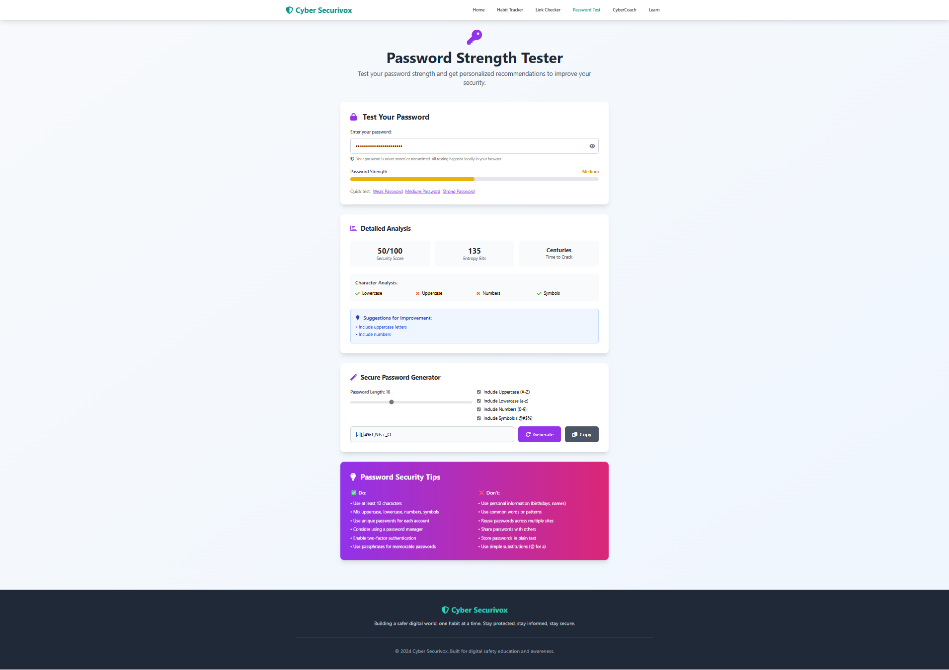 Cyber Securivox
Home Habit Tracker Link Checker Password Test CyberCoach Learn
Password Strength Tester
Test your password strength and get personalized recommendations to improve your
security.
Test Your Password
Enter your password:
Your password is never stored or transmitted. All testing happens locally in your browser.
Password Strength Medium
Quick test: Weak Password Medium Password Strong Password
Detailed Analysis
50/100
Security Score
135
Entropy Bits
Centuries
Time to Crack
Character Analysis:
Lowercase Uppercase Numbers Symbols
Suggestions for Improvement:
• Include uppercase letters
• Include numbers
Secure Password Generator
Password Length: 16
Include Uppercase (A-Z)
Include Lowercase (a-z)
Include Numbers (0-9)
Include Symbols (!@#$%)
Generate
Copy
Password Security Tips
Do:
• Use at least 12 characters
• Mix uppercase, lowercase, numbers, symbols
• Use unique passwords for each account
• Consider using a password manager
• Enable two-factor authentication
• Use passphrases for memorable passwords
Don't:
• Use personal information (birthdays, names)
• Use common words or patterns
• Reuse passwords across multiple sites
• Share passwords with others
• Store passwords in plain text
• Use simple substitutions (@ for a)
Cyber Securivox
Building a safer digital world, one habit at a time. Stay protected, stay informed, stay secure.
© 2024 Cyber Securivox. Built for digital safety education and awareness.